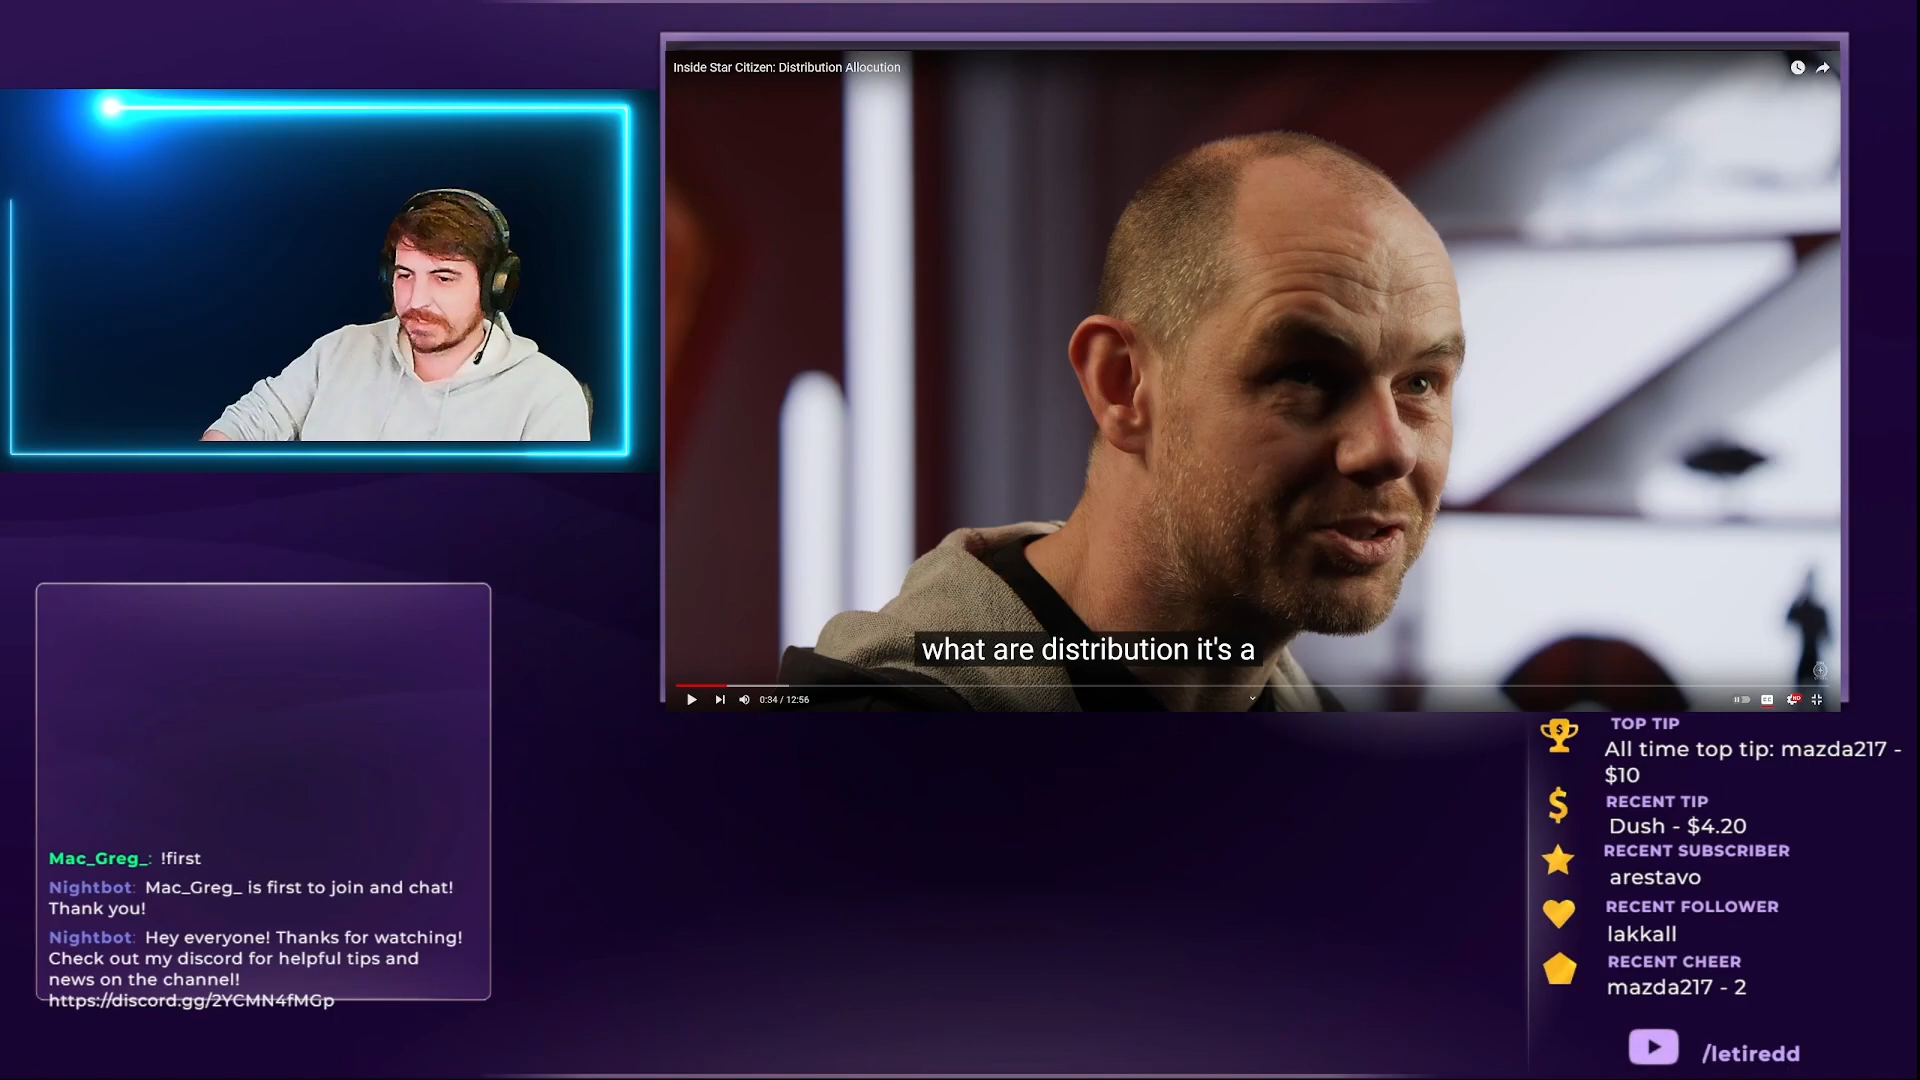 Inside Star Citizen: Distribution Allocution
what are distribution it's a
0:34 / 12:56
CC
HD
Mac_Greg_: !first
Nightbot: Mac_Greg_ is first to join and chat!
Thank you!
Nightbot: Hey everyone! Thanks for watching!
Check out my discord for helpful tips and
news on the channel!
https://discord.gg/2YCMN4fMGp
TOP TIP
All time top tip: mazda217 -
$10
RECENT TIP
Dush - $4.20
RECENT SUBSCRIBER
arestavo
RECENT FOLLOWER
lakkall
RECENT CHEER
mazda217 - 2
/letiredd